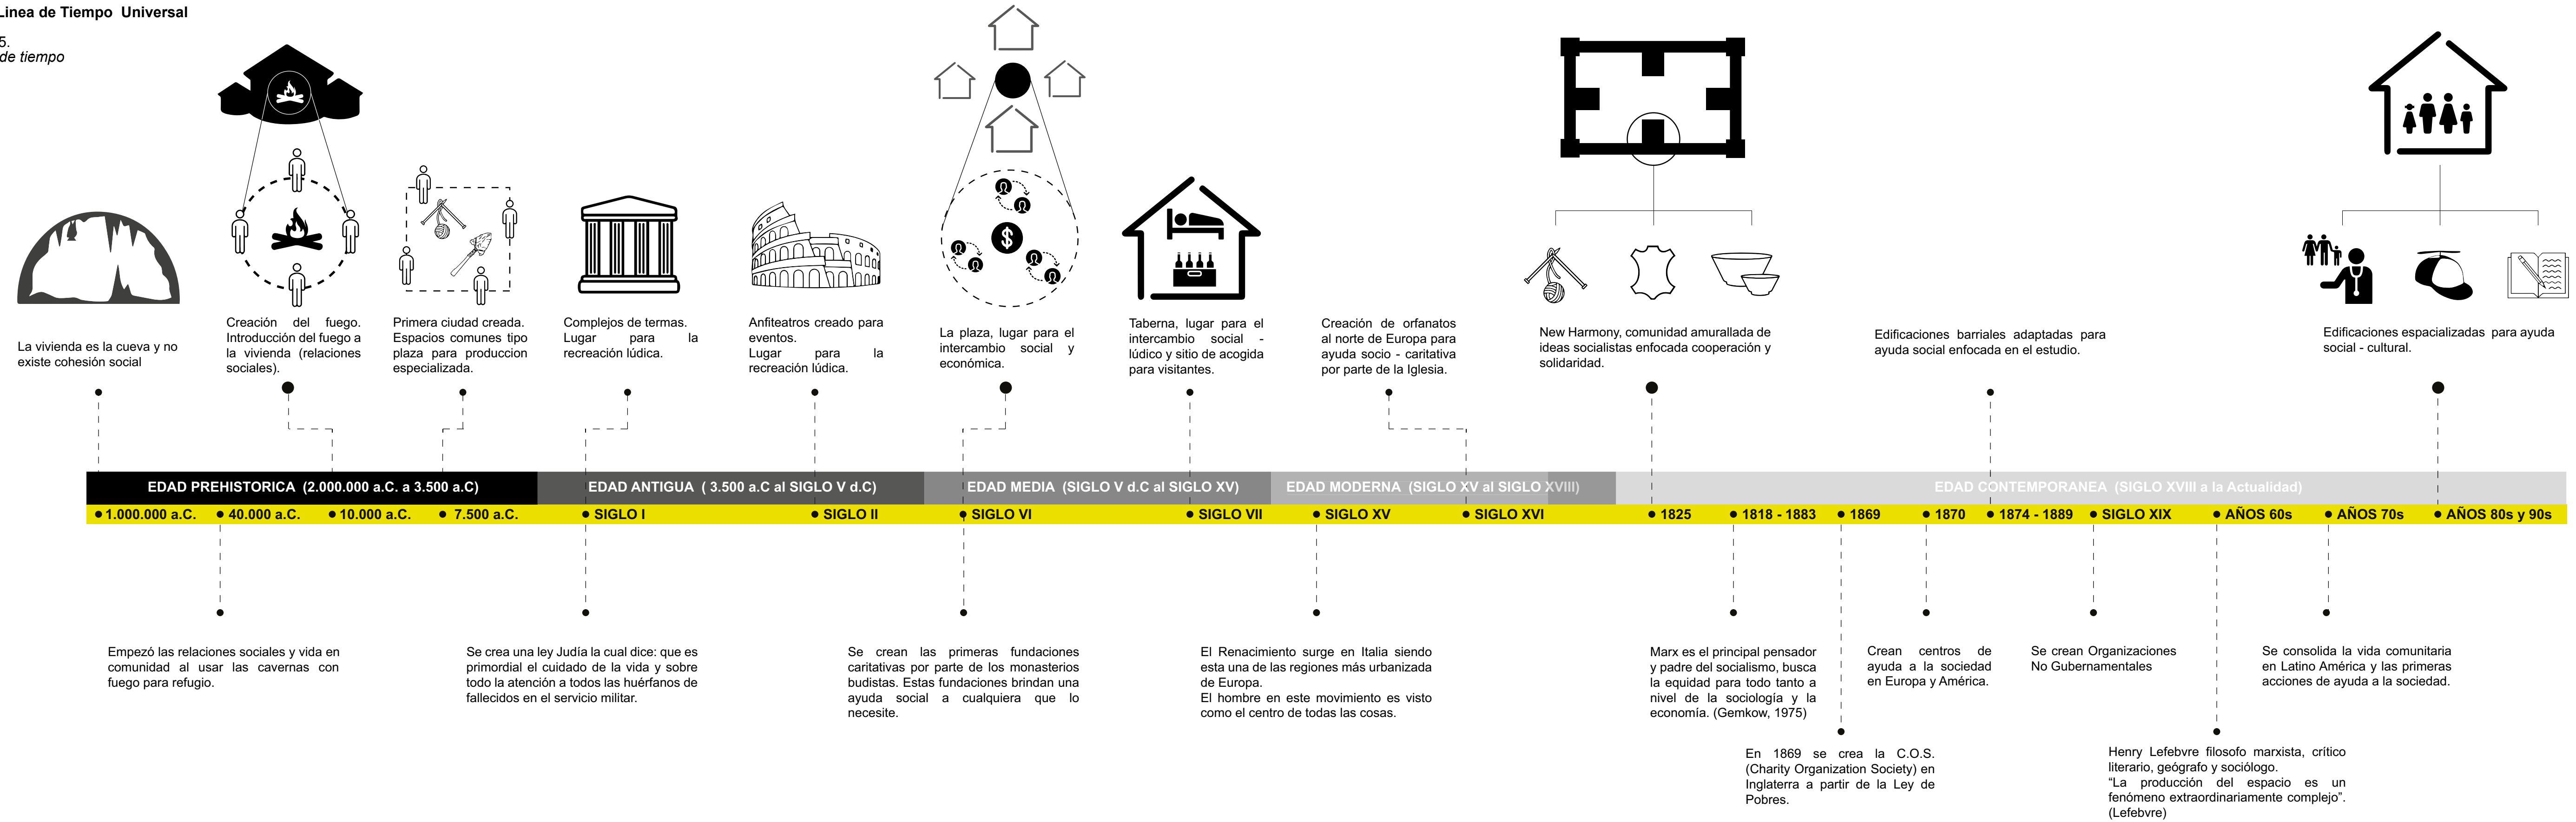 Linea de Tiempo Universal
5.
de tiempo
La vivienda es la cueva y no
existe cohesión social
Creación del fuego.
Introducción del fuego a
la vivienda (relaciones
sociales).
Primera ciudad creada.
Espacios comunes tipo
plaza para produccion
especializada.
Complejos de termas.
Lugar para la
recreación lúdica.
Anfiteatros creado para
eventos.
Lugar para la
recreación lúdica.
$
La plaza, lugar para el
intercambio social y
económica.
Taberna, lugar para el
intercambio social -
lúdico y sitio de acogida
para visitantes.
Creación de orfanatos
al norte de Europa para
ayuda socio - caritativa
por parte de la Iglesia.
New Harmony, comunidad amurallada de
ideas socialistas enfocada cooperación y
solidaridad.
Edificaciones barriales adaptadas para
ayuda social enfocada en el estudio.
Edificaciones espacializadas para ayuda
social - cultural.
EDAD PREHISTORICA (2.000.000 a.C. a 3.500 a.C)
EDAD ANTIGUA ( 3.500 a.C al SIGLO V d.C)
EDAD MEDIA (SIGLO V d.C al SIGLO XV)
EDAD MODERNA (SIGLO XV al SIGLO XVIII)
EDAD CONTEMPORANEA (SIGLO XVIII a la Actualidad)
1.000.000 a.C.
40.000 a.C.
10.000 a.C.
7.500 a.C.
SIGLO I
SIGLO II
SIGLO VI
SIGLO VII
SIGLO XV
SIGLO XVI
1825
1818 - 1883
1869
1870
1874 - 1889
SIGLO XIX
AÑOS 60s
AÑOS 70s
AÑOS 80s y 90s
Empezó las relaciones sociales y vida en
comunidad al usar las cavernas con
fuego para refugio.
Se crea una ley Judía la cual dice: que es
primordial el cuidado de la vida y sobre
todo la atención a todos las huérfanos de
fallecidos en el servicio militar.
Se crean las primeras fundaciones
caritativas por parte de los monasterios
budistas. Estas fundaciones brindan una
ayuda social a cualquiera que lo
necesite.
El Renacimiento surge en Italia siendo
esta una de las regiones más urbanizada
de Europa.
El hombre en este movimiento es visto
como el centro de todas las cosas.
Marx es el principal pensador
y padre del socialismo, busca
la equidad para todo tanto a
nivel de la sociología y la
economía. (Gemkow, 1975)
En 1869 se crea la C.O.S.
(Charity Organization Society) en
Inglaterra a partir de la Ley de
Pobres.
Crean centros de
ayuda a la sociedad
en Europa y América.
Se crean Organizaciones
No Gubernamentales
Henry Lefebvre filosofo marxista, crítico
literario, geógrafo y sociólogo.
“La producción del espacio es un
fenómeno extraordinariamente complejo”.
(Lefebvre)
Se consolida la vida comunitaria
en Latino América y las primeras
acciones de ayuda a la sociedad.